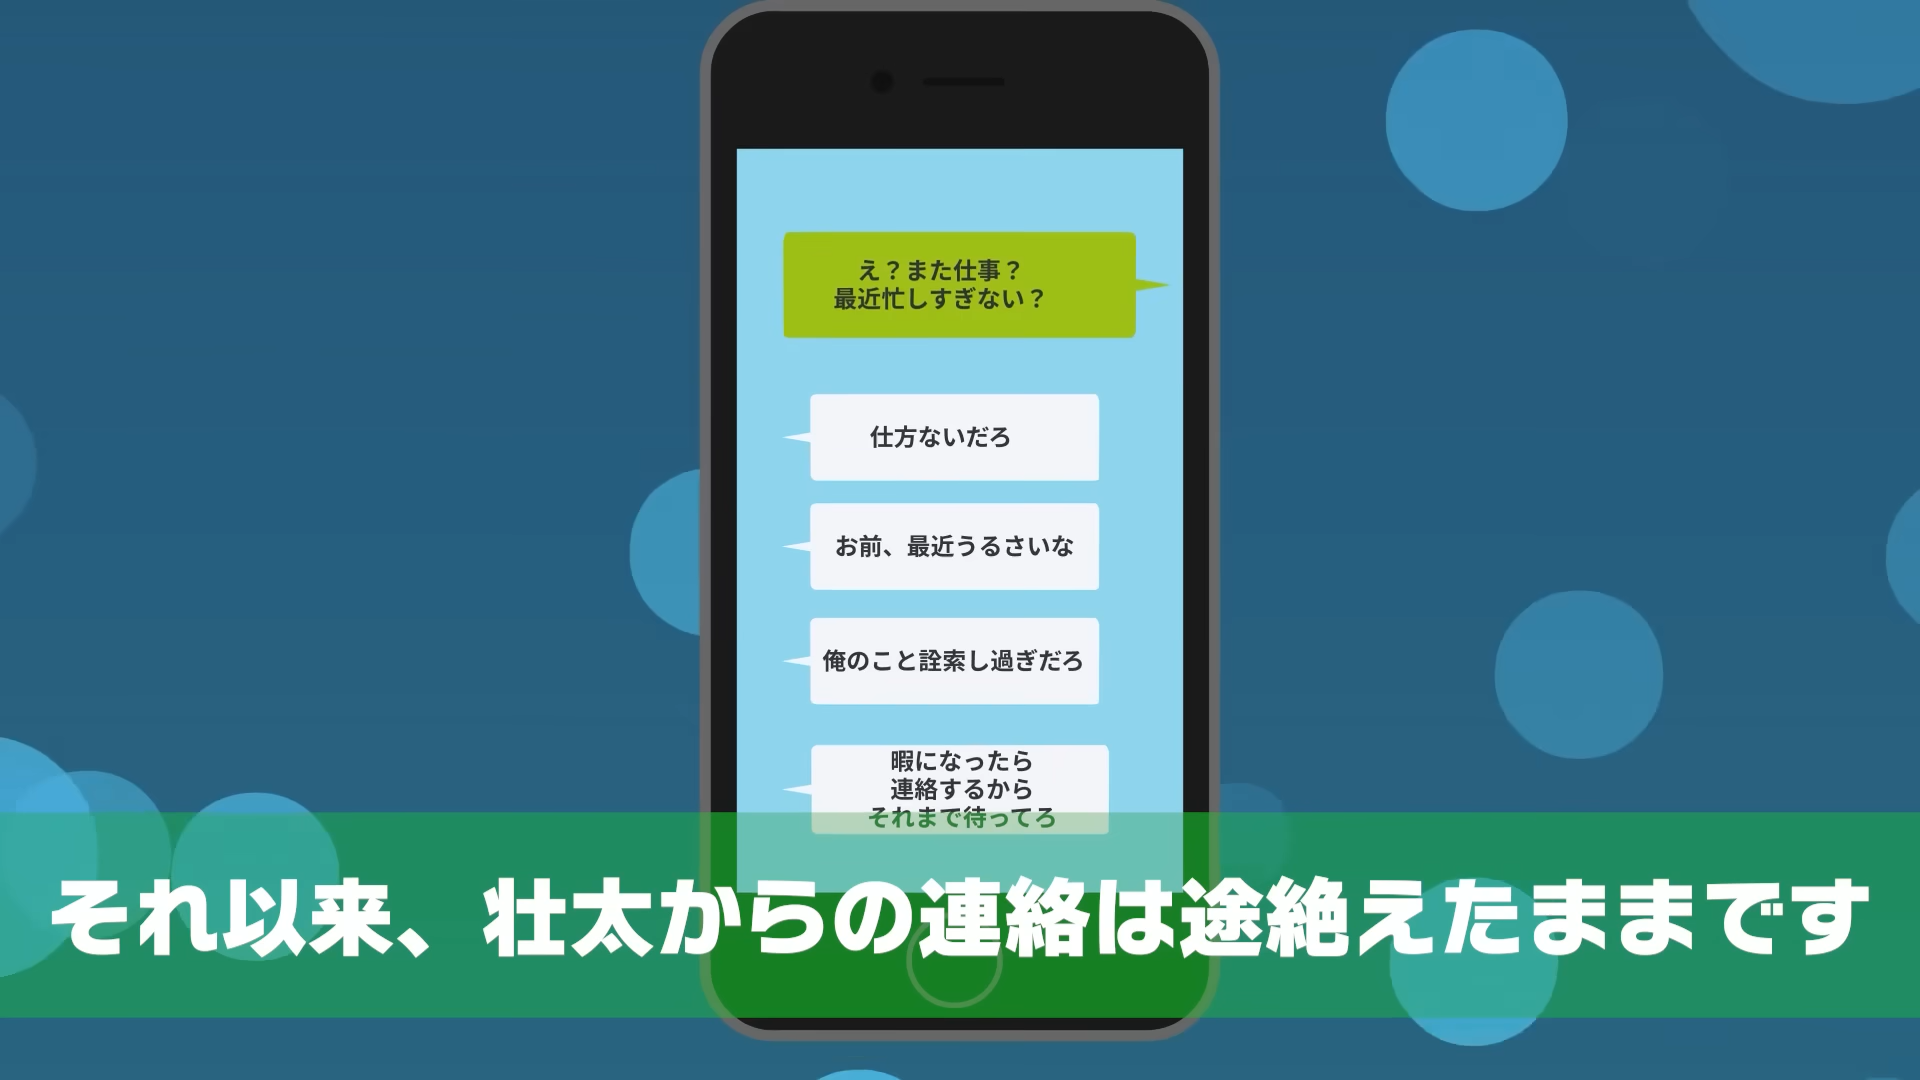 え？また仕事？
最近忙しすぎない？
仕方ないだろ
お前、最近うるさいな
俺のこと詮索し過ぎだろ
暇になったら
連絡するから
それまで待ってろ
それ以来、壮太からの連絡は途絶えたままです